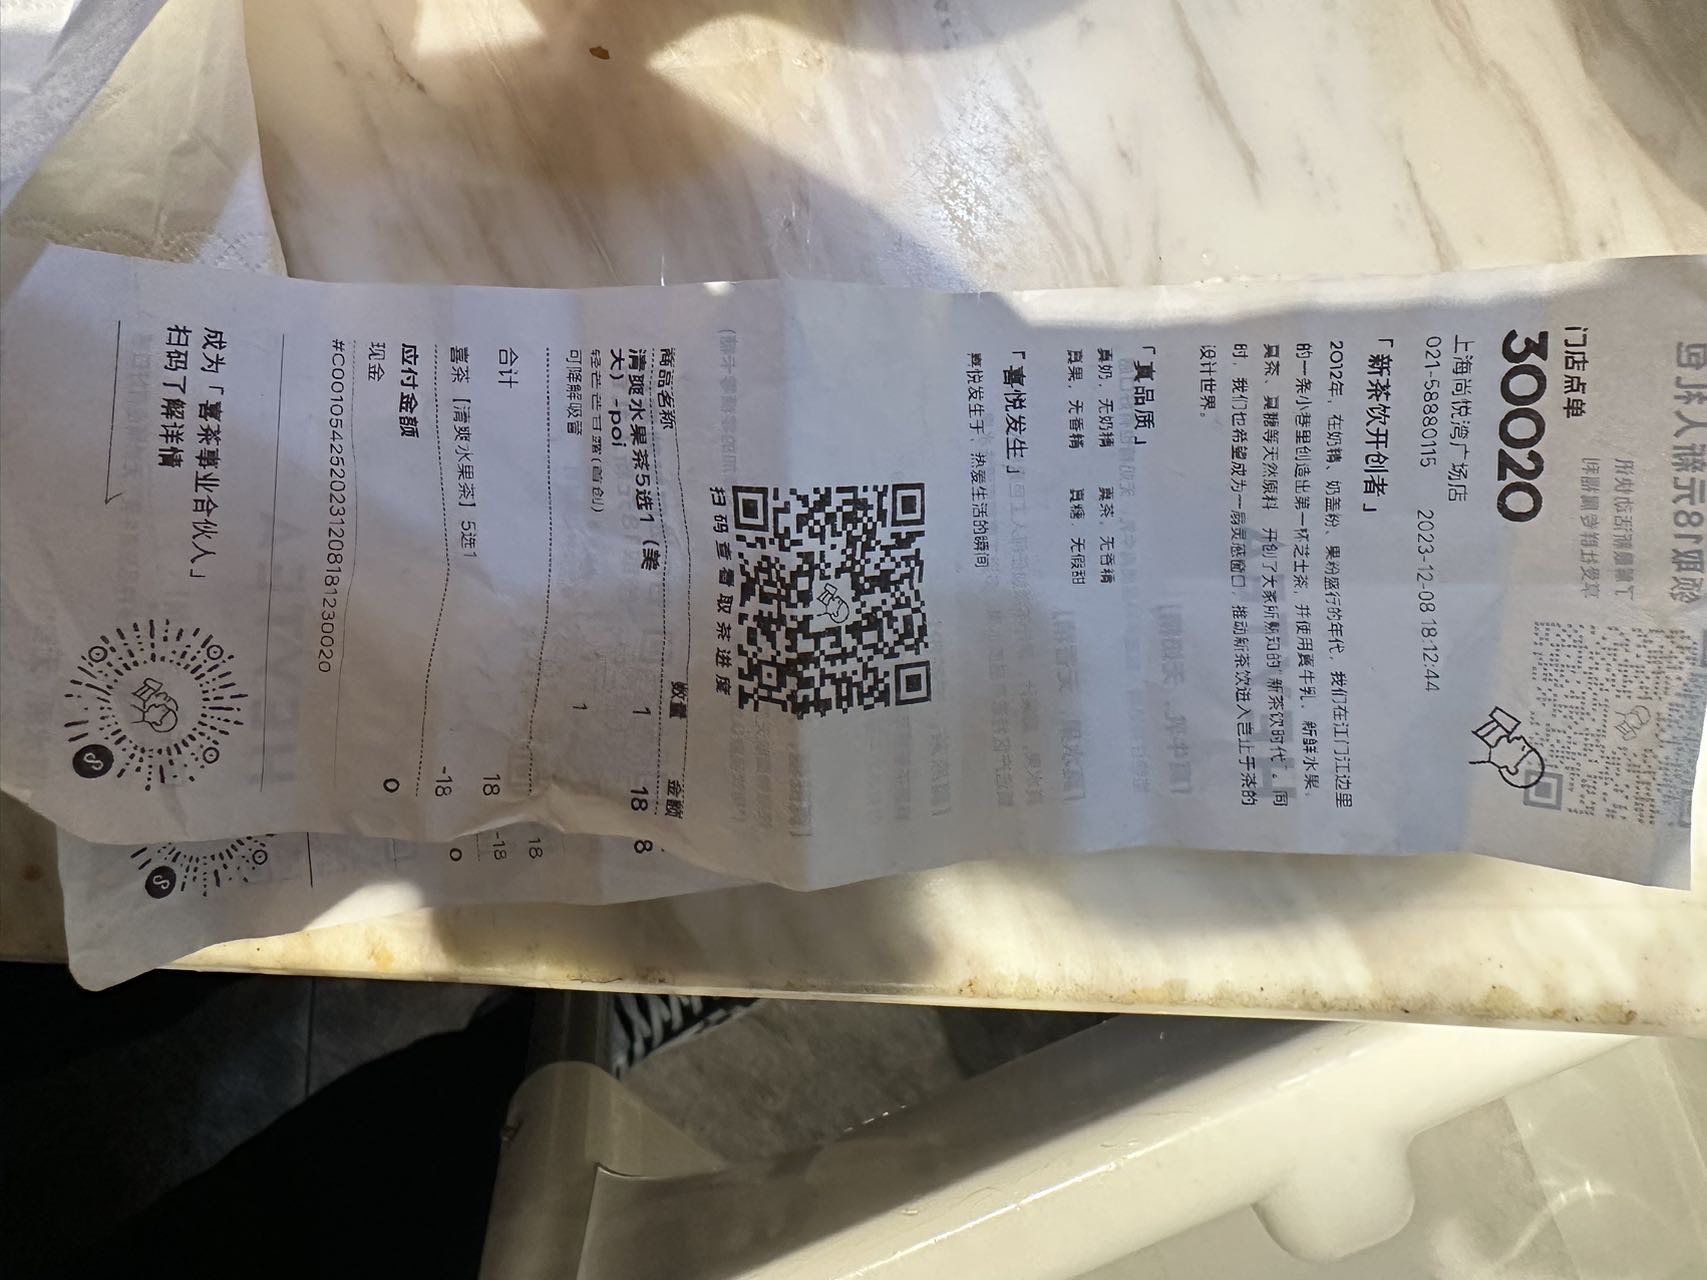 门店点单
30020
上海尚悦湾广场店
021-58880115 2023-12-08 18:12:44
「新茶饮开创者」
2012年，在奶精、奶盖粉、果粉盛行的年代，我们在江门江边里
的一条小巷里创造出第一杯芝士茶，并使用真牛乳、新鲜水果、
真茶、真糖等天然原料，开创了大家所熟知的"新茶饮时代"。同
时，我们也希望成为一扇灵感窗口，推动新茶饮进入岂止于茶的
设计世界。
「真品质」
真奶，无奶精 真茶，无香精
真果，无香精 真糖，无假甜
「喜悦发生」
喜悦发生于，热爱生活的瞬间
扫码查看取茶进度
商品名称 数量 金额
清爽水果茶5选1（美 1 18
大）-poi
轻芒芒甘露(首创)
可降解吸管 1
合计 18
喜茶【清爽水果茶】5选1 -18
应付金额 0
现金
#C0010542520231208181230020
成为「喜茶事业合伙人」
扫码了解详情
8
18
-18
0